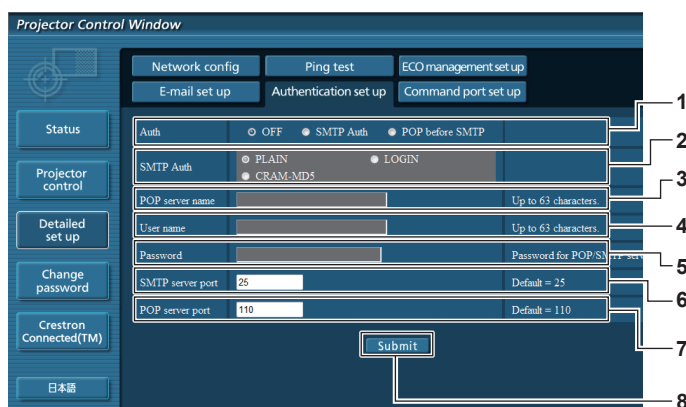 Projector Control Window
Network config
Ping test
ECO management set up
E-mail set up
Authentication set up
Command port set up
Status
Projector control
Detailed set up
Change password
Crestron Connected(TM)
日本語
Auth OFF SMTP Auth POP before SMTP
1
SMTP Auth PLAIN LOGIN
CRAM-MD5
2
POP server name Up to 63 characters.
3
User name Up to 63 characters.
4
Password Password for POP/SMTP serv
5
SMTP server port 25 Default = 25
6
POP server port 110 Default = 110
7
Submit
8